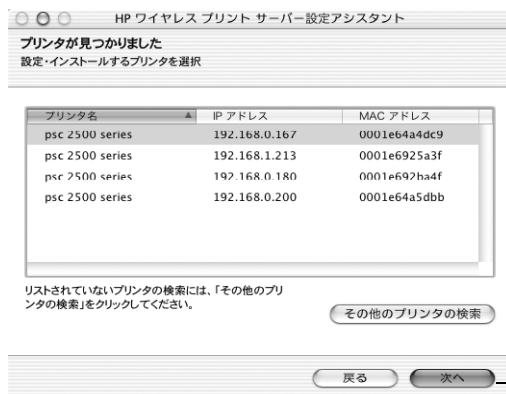 HP ワイヤレス プリント サーバー設定アシスタント
プリンタが見つかりました
設定・インストールするプリンタを選択
プリンタ名 IP アドレス MAC アドレス
psc 2500 series 192.168.0.167 0001e64a4dc9
psc 2500 series 192.168.1.213 0001e6925a3f
psc 2500 series 192.168.0.180 0001e692ba4f
psc 2500 series 192.168.0.200 0001e64a5dbb
リストされていないプリンタの検索には、「その他のプリ
ンタの検索」をクリックしてください。
その他のプリンタの検索
戻る 次へ